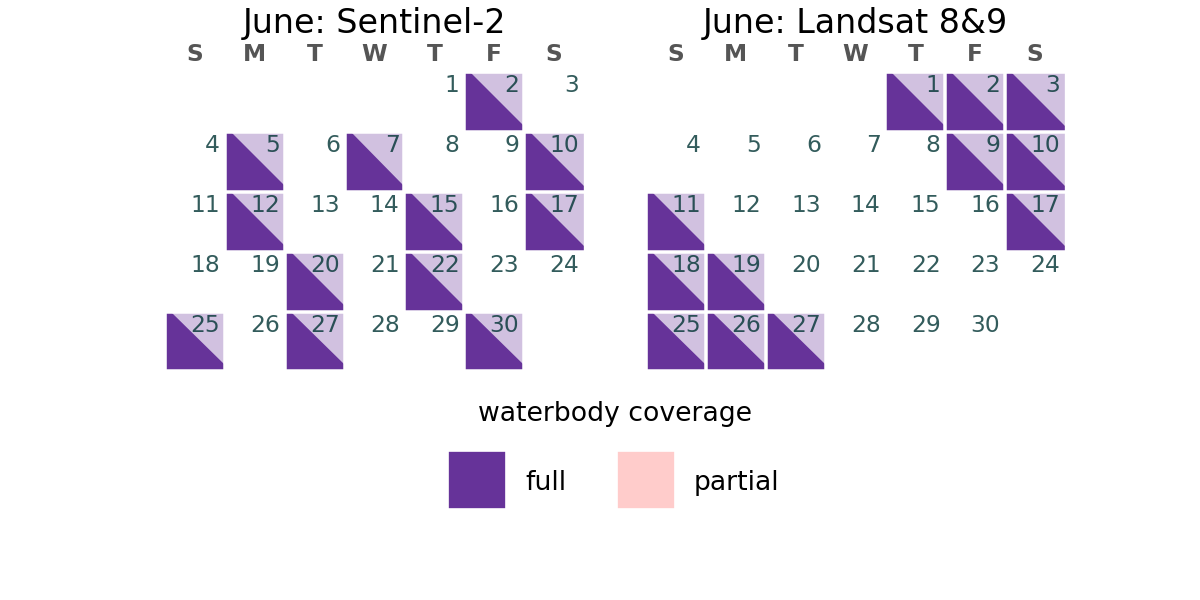 June: Sentinel-2
S M T W T F S
1 2 3
4 5 6 7 8 9 10
11 12 13 14 15 16 17
18 19 20 21 22 23 24
25 26 27 28 29 30
June: Landsat 8&9
S M T W T F S
1 2 3
4 5 6 7 8 9 10
11 12 13 14 15 16 17
18 19 20 21 22 23 24
25 26 27 28 29 30
waterbody coverage
full partial